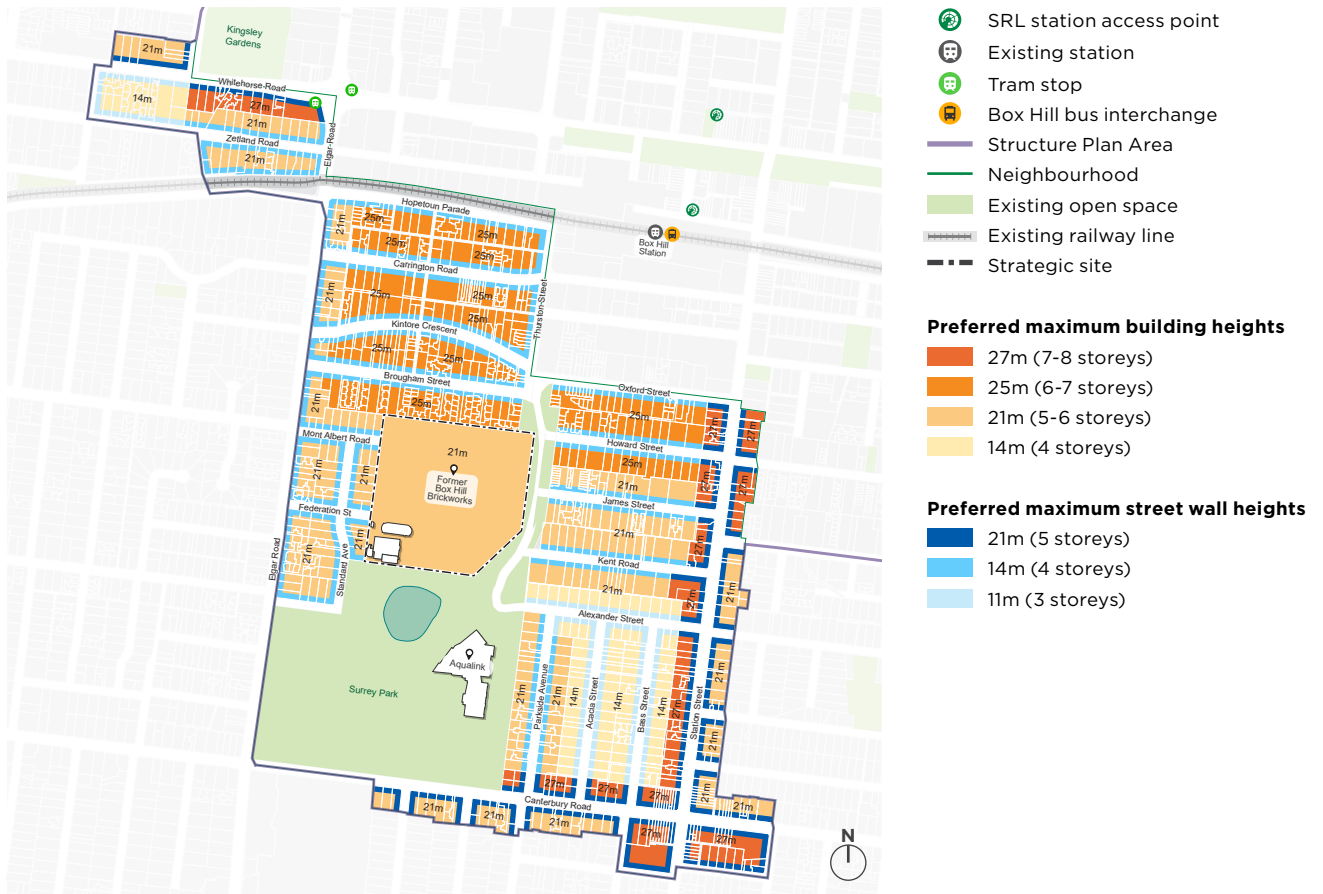 Kingsley
Gardens
21m
Whitehorse Road
14m
27m
21m
Zetland Road
21m
Elgar Road
Hopetoun Parade
21m
25m
25m
25m
25m
Carrington Road
21m
25m
25m
25m
Thurston Street
Kintore Crescent
25m
25m
Brougham Street
21m
25m
Mont Albert Road
21m
21m
21m
Former
Box Hill
Brickworks
Federation St
21m
21m
Elgar Road
Standard Ave
Box Hill
Station
Oxford Street
25m
27m
27m
Howard Street
25m
21m
27m
27m
James Street
21m
27m
Kent Road
21m
27m
21m
Alexander Street
Aqualink
Surrey Park
21m
Parkside Avenue
21m
14m
Acacia Street
14m
Bass Street
14m
27m
Station Street
21m
21m
21m
27m
27m
27m
Canterbury Road
21m
21m
21m
21m
27m
27m
N
SRL station access point
Existing station
Tram stop
Box Hill bus interchange
Structure Plan Area
Neighbourhood
Existing open space
Existing railway line
Strategic site
Preferred maximum building heights
27m (7-8 storeys)
25m (6-7 storeys)
21m (5-6 storeys)
14m (4 storeys)
Preferred maximum street wall heights
21m (5 storeys)
14m (4 storeys)
11m (3 storeys)